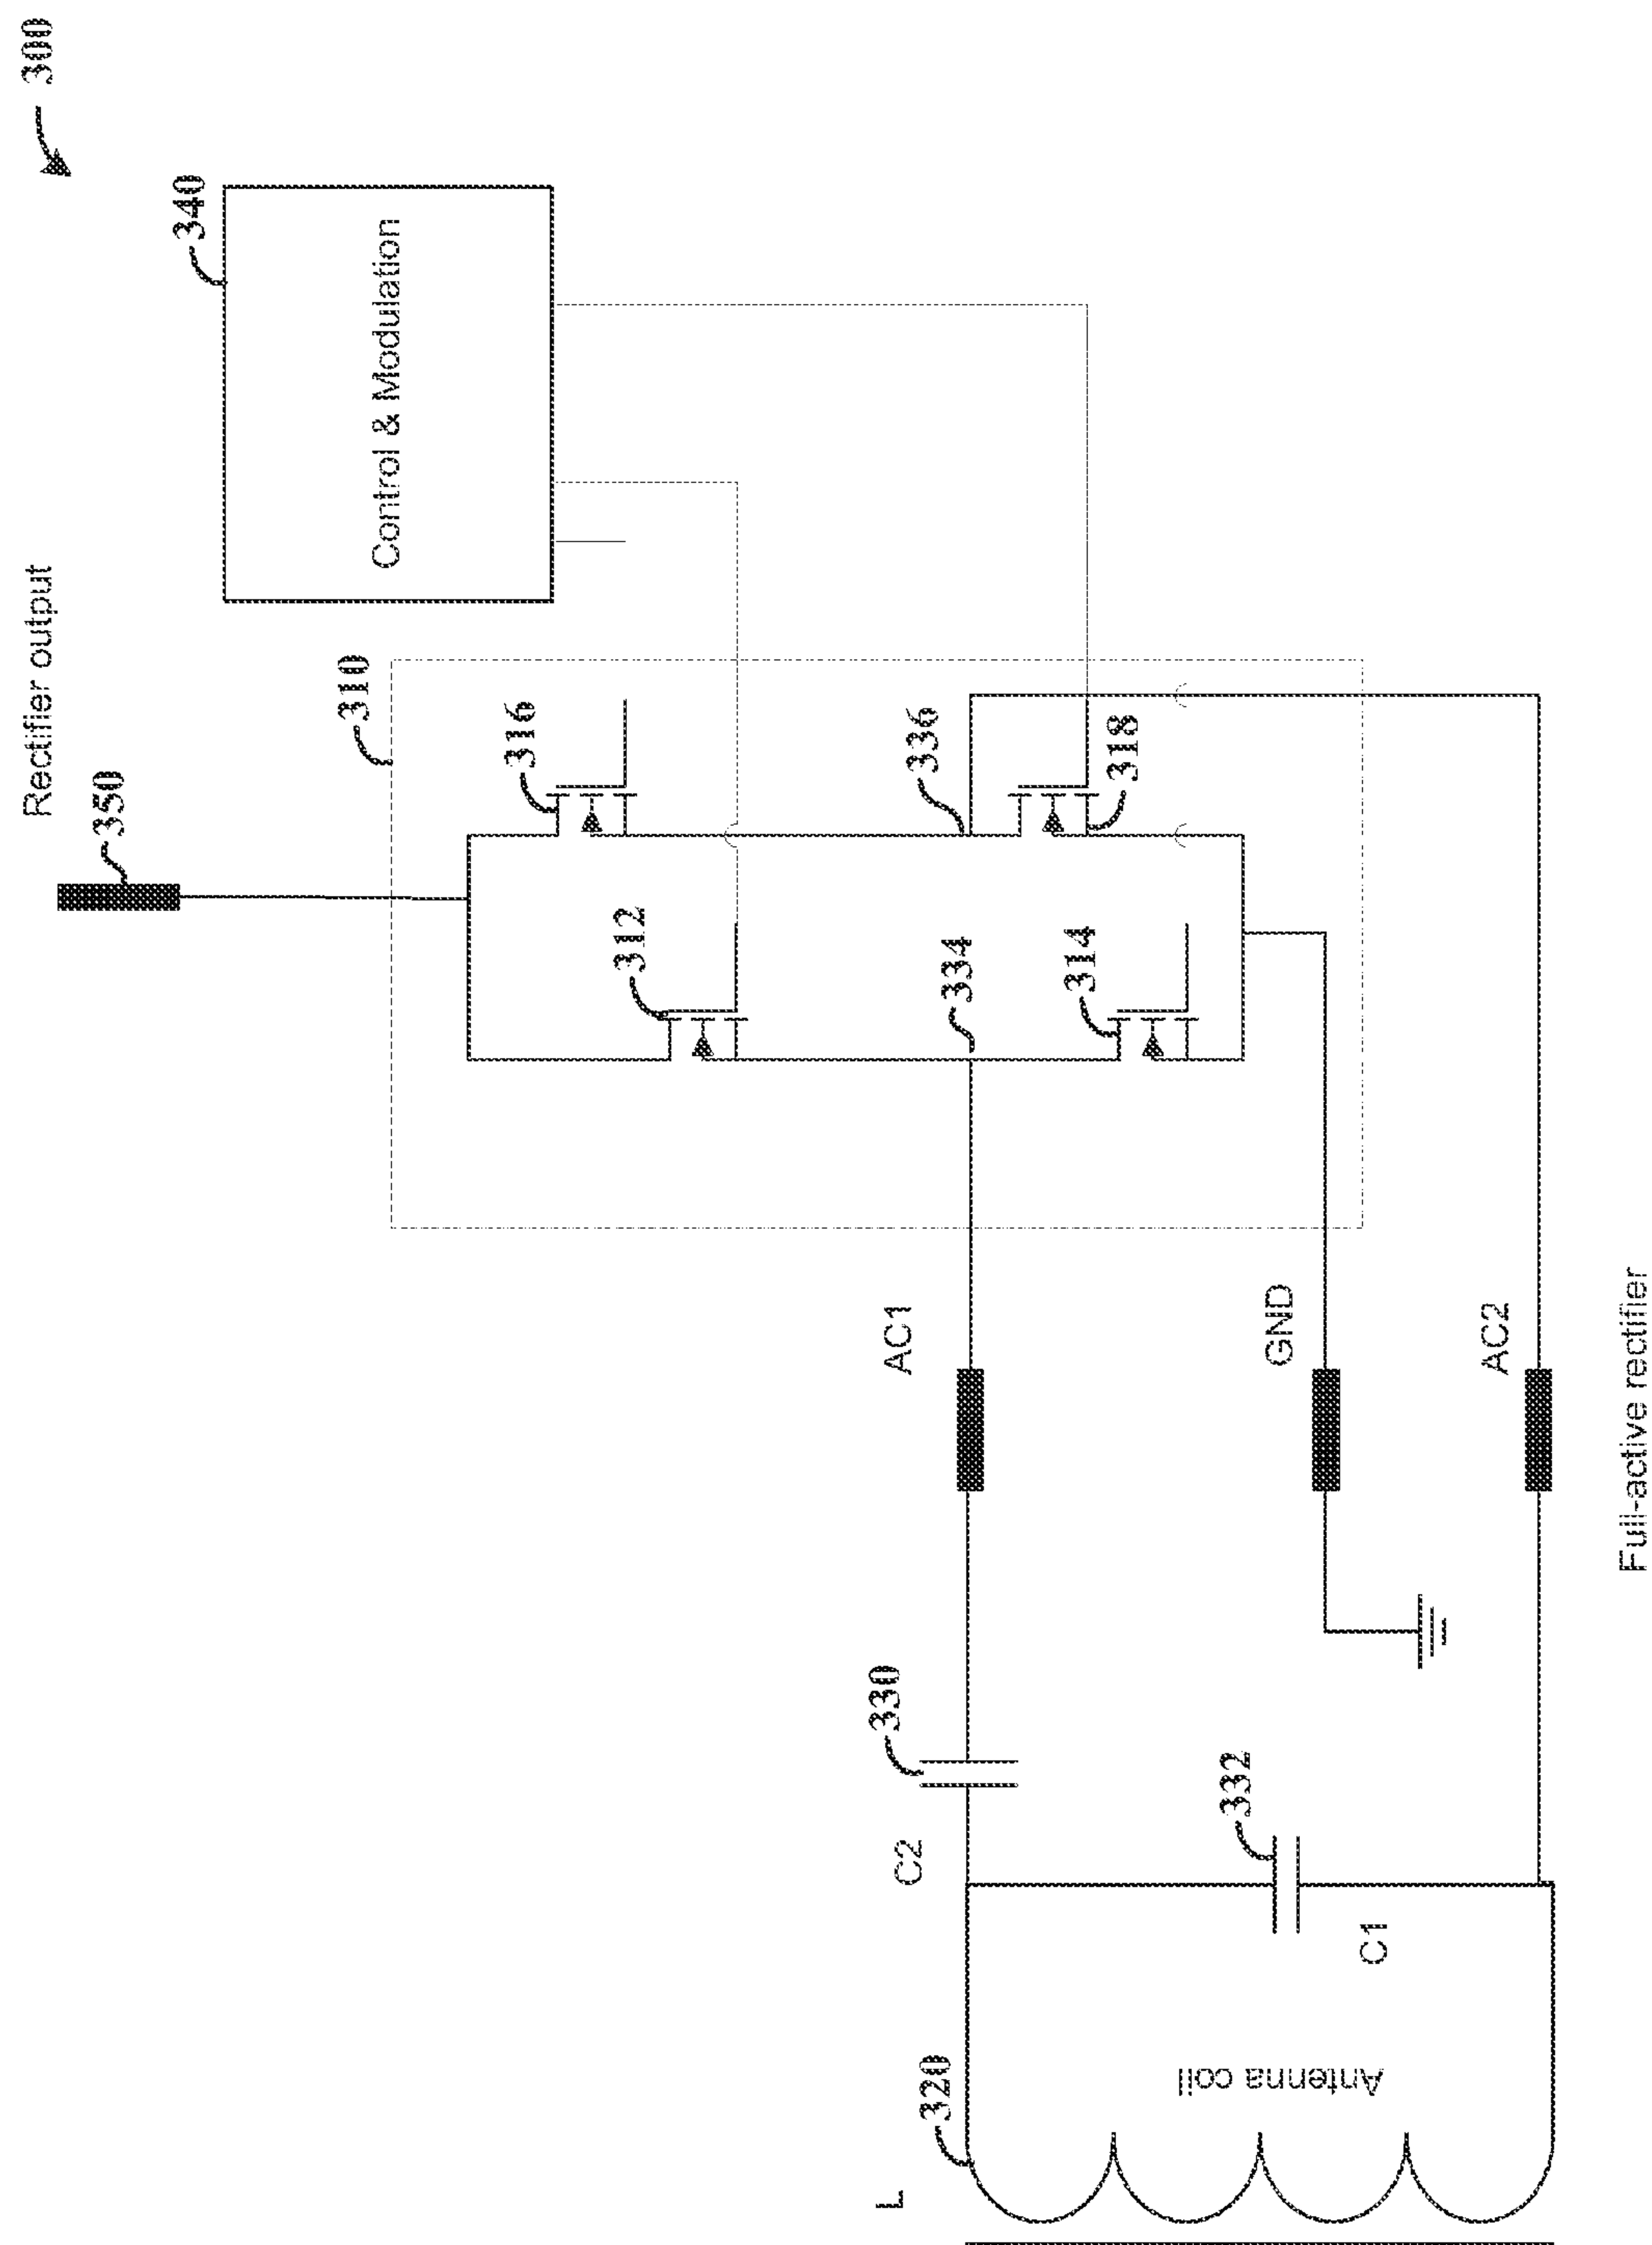 300
Rectifier output
350
340
Control & Modulation
310
316
312
336
334
318
314
AC1
GND
AC2
330
C2
332
C1
320
L
Antenna coil
Full-active rectifier